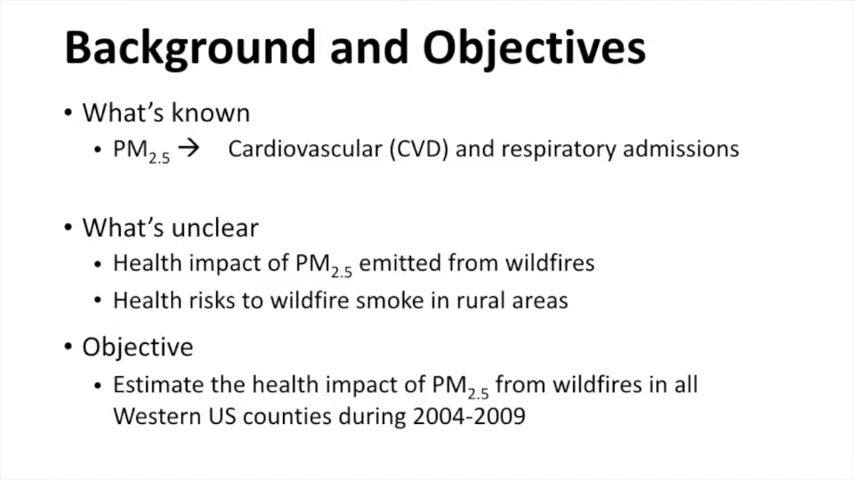 Background and Objectives
• What's known
• PM2.5 → Cardiovascular (CVD) and respiratory admissions
• What's unclear
• Health impact of PM2.5 emitted from wildfires
• Health risks to wildfire smoke in rural areas
• Objective
• Estimate the health impact of PM2.5 from wildfires in all
Western US counties during 2004-2009